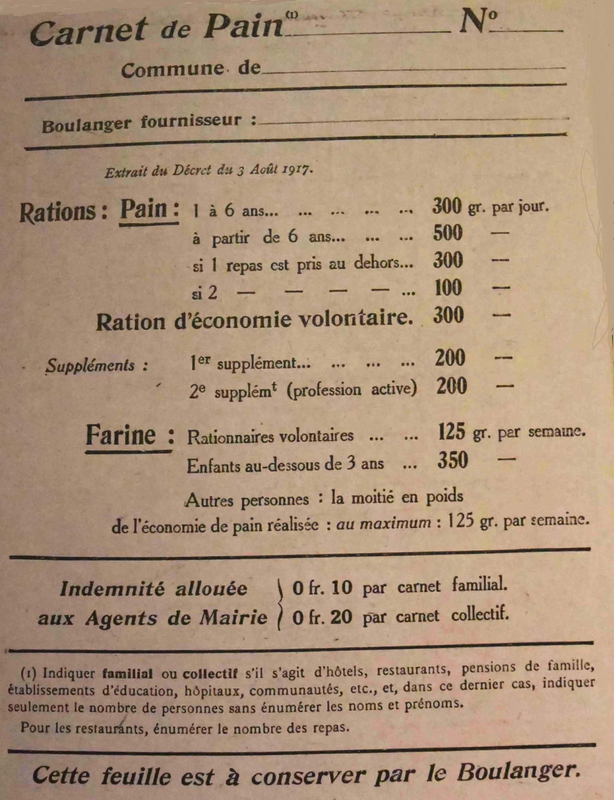 Carnet de Pain(1) Nº
Commune de
Boulanger fournisseur :
Extrait du Décret du 3 Août 1917.
Rations : Pain : 1 à 6 ans... ... ... ... ... 300 gr. par jour.
à partir de 6 ans... ... ... 500 —
si 1 repas est pris au dehors... 300 —
si 2 — — — — — ... 100 —
Ration d'économie volontaire. 300 —
Suppléments : 1er supplément... ... ... ... 200 —
2e supplémt (profession active) 200 —
Farine : Rationnaires volontaires ... ... 125 gr. par semaine.
Enfants au-dessous de 3 ans ... 350 —
Autres personnes : la moitié en poids
de l'économie de pain réalisée : au maximum : 125 gr. par semaine.
Indemnité allouée { 0 fr. 10 par carnet familial.
aux Agents de Mairie { 0 fr. 20 par carnet collectif.
(1) Indiquer familial ou collectif s'il s'agit d'hôtels, restaurants, pensions de famille,
établissements d'éducation, hôpitaux, communautés, etc., et, dans ce dernier cas, indiquer
seulement le nombre de personnes sans énumérer les noms et prénoms.
Pour les restaurants, énumérer le nombre des repas.
Cette feuille est à conserver par le Boulanger.